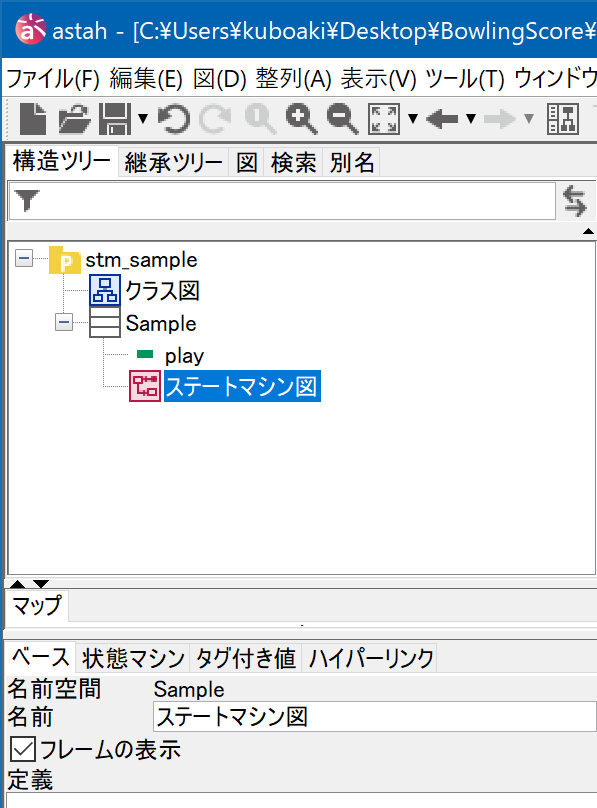 astah - [C:¥Users¥kuboaki¥Desktop¥BowlingScore¥
ファイル(F) 編集(E) 図(D) 整列(A) 表示(V) ツール(T) ウィンドウ
構造ツリー 継承ツリー 図 検索 別名
stm_sample
クラス図
Sample
play
ステートマシン図
マップ
ベース 状態マシン タグ付き値 ハイパーリンク
名前空間 Sample
名前 ステートマシン図
フレームの表示
定義